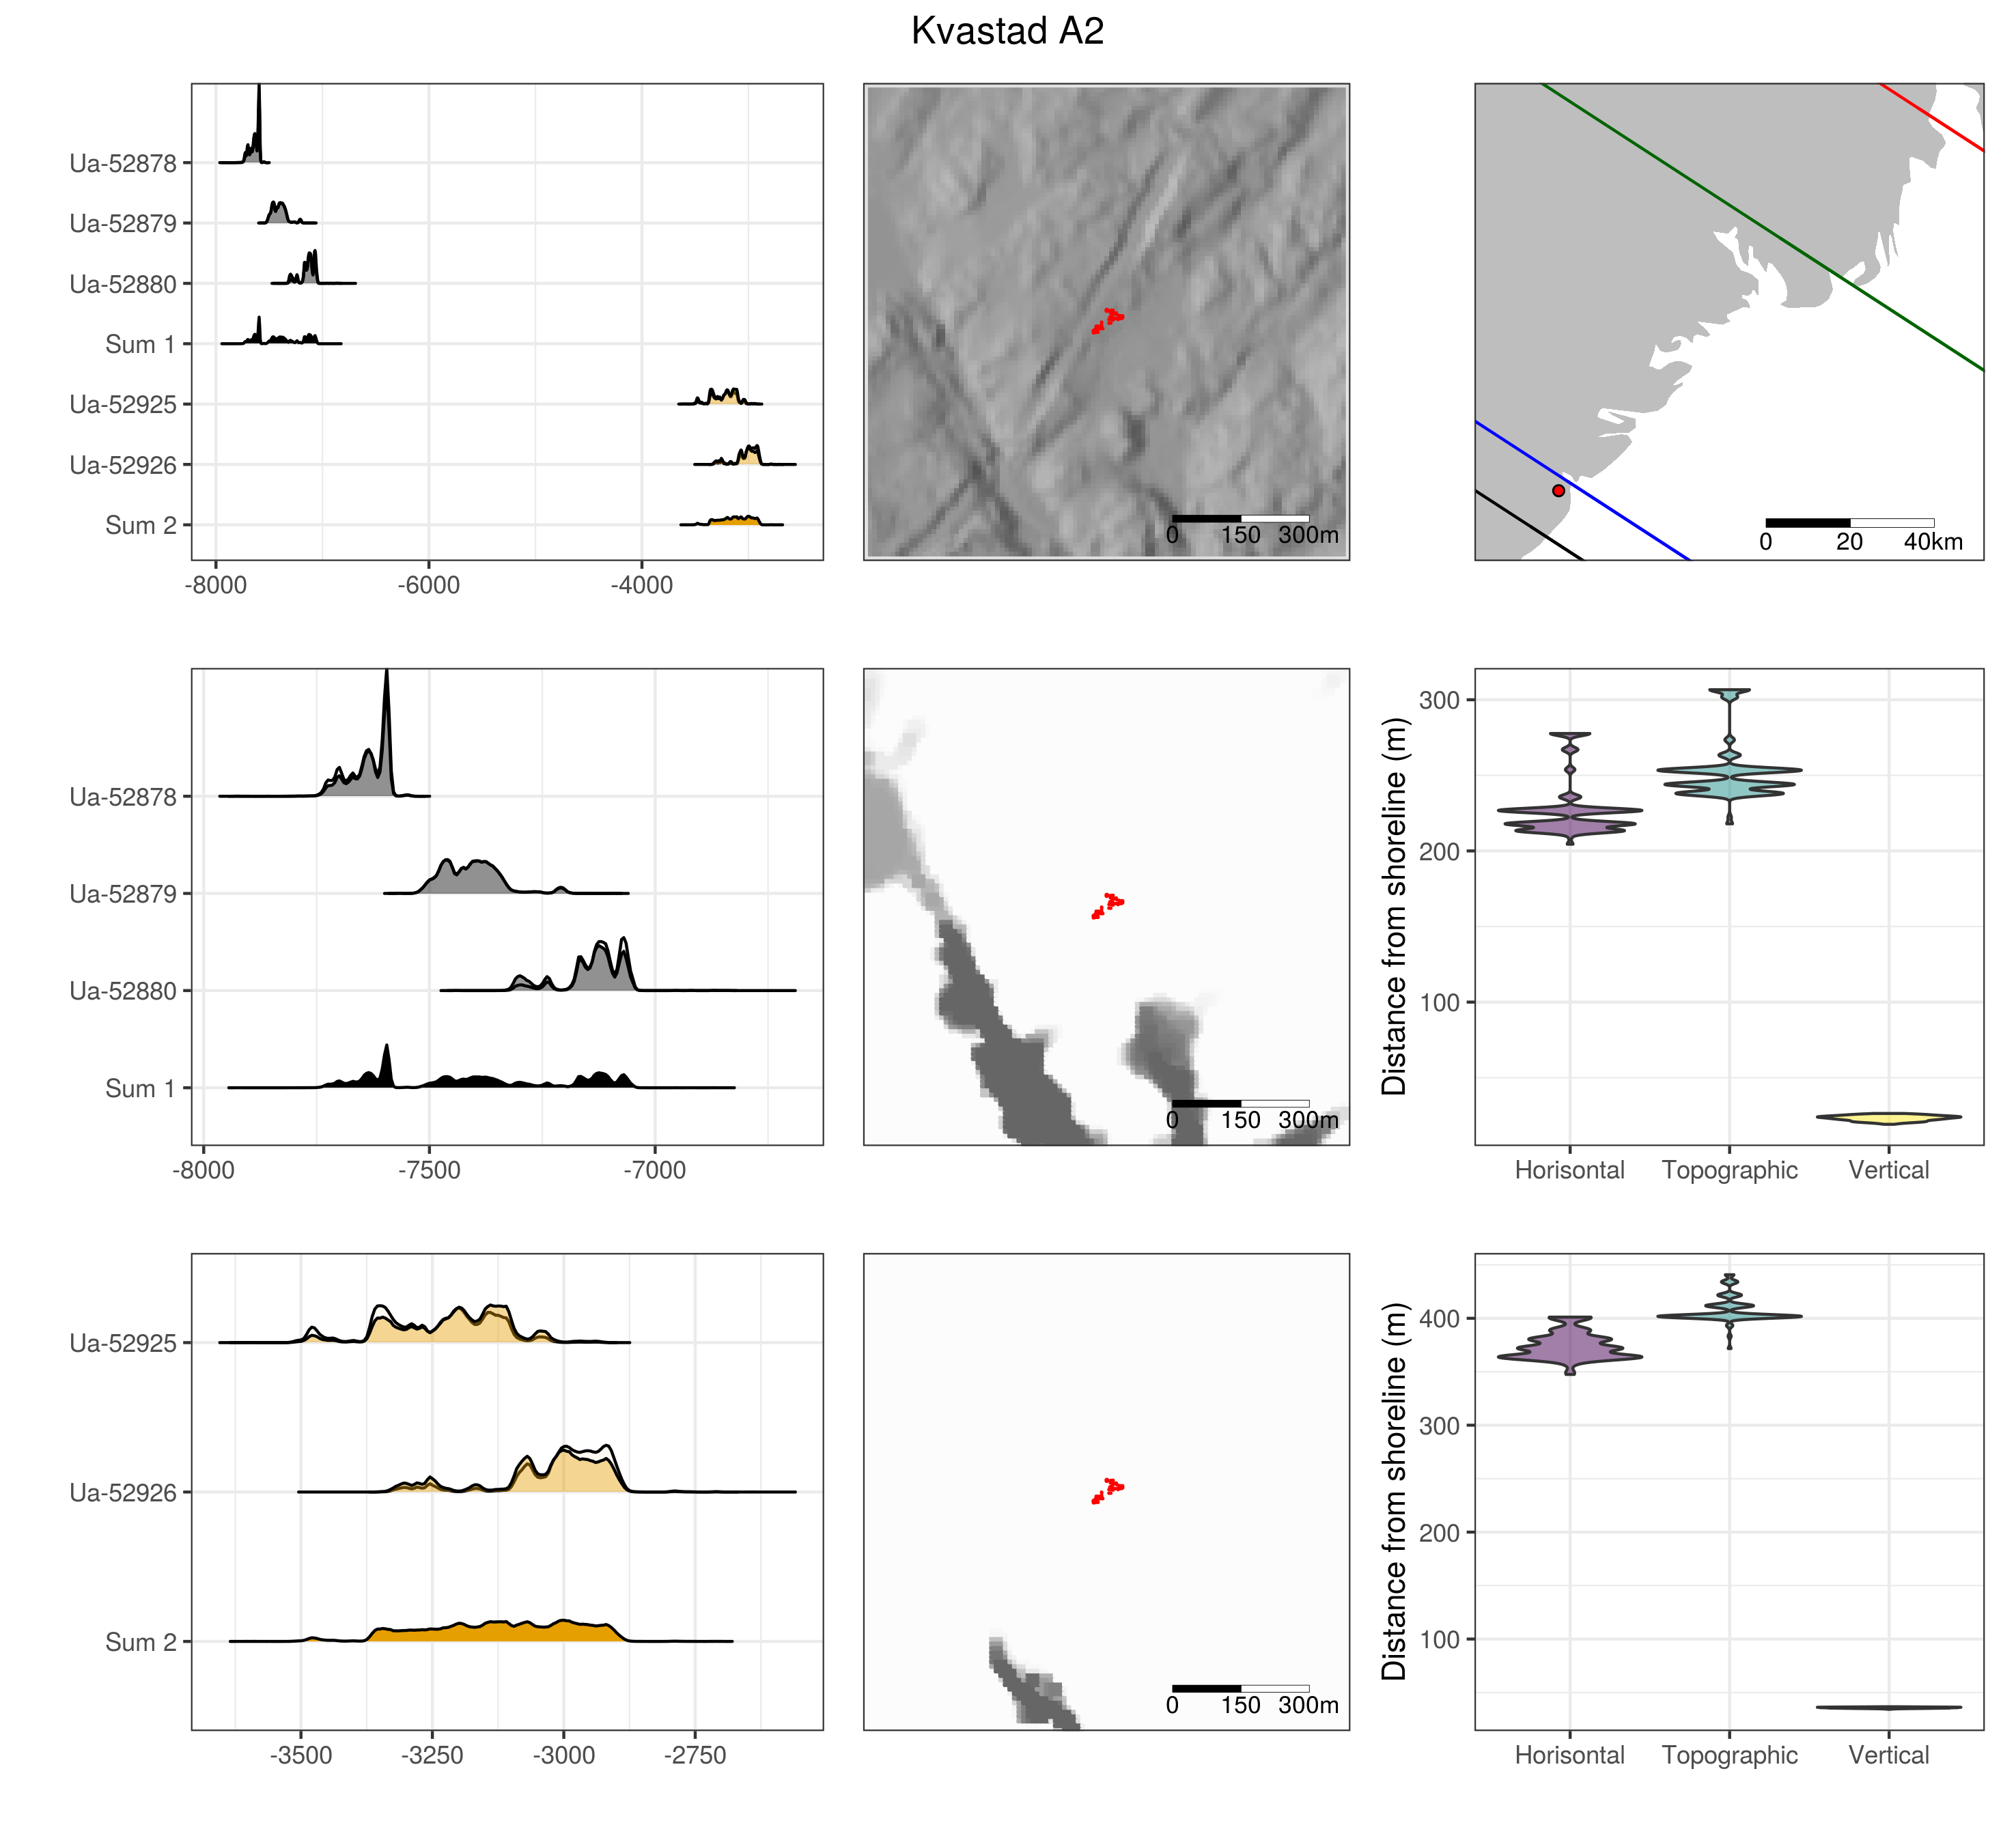 Kvastad A2
Ua-52878
Ua-52879
Ua-52880
Sum 1
Ua-52925
Ua-52926
Sum 2
-8000 -6000 -4000
0 150 300m
0 20 40km
Ua-52878
Ua-52879
Ua-52880
Sum 1
-8000 -7500 -7000
0 150 300m
Distance from shoreline (m)
300
200
100
Horisontal Topographic Vertical
Ua-52925
Ua-52926
Sum 2
-3500 -3250 -3000 -2750
0 150 300m
Distance from shoreline (m)
400
300
200
100
Horisontal Topographic Vertical